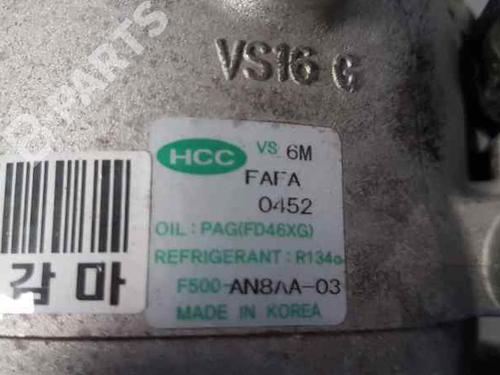 VS16 G
HCC VS 6M
FAFA
0452
OIL : PAG(FD46XG)
REFRIGERANT : R134a
F500-AN8AA-03
MADE IN KOREA
감마
B PARTS